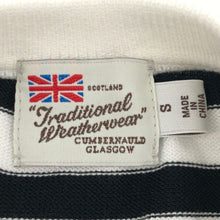 SCOTLAND
"Traditional
Weatherwear"
CUMBERNAULD
GLASGOW
S
MADE IN
CHINA